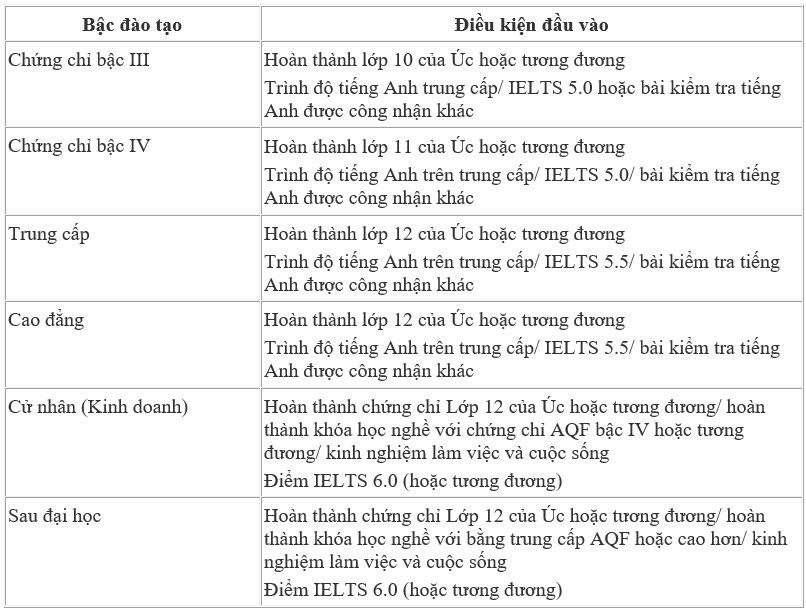 Bậc đào tạo
Điều kiện đầu vào
Chứng chỉ bậc III
Hoàn thành lớp 10 của Úc hoặc tương đương
Trình độ tiếng Anh trung cấp/ IELTS 5.0 hoặc bài kiểm tra tiếng
Anh được công nhận khác
Chứng chỉ bậc IV
Hoàn thành lớp 11 của Úc hoặc tương đương
Trình độ tiếng Anh trên trung cấp/ IELTS 5.0/ bài kiểm tra tiếng
Anh được công nhận khác
Trung cấp
Hoàn thành lớp 12 của Úc hoặc tương đương
Trình độ tiếng Anh trên trung cấp/ IELTS 5.5/ bài kiểm tra tiếng
Anh được công nhận khác
Cao đẳng
Hoàn thành lớp 12 của Úc hoặc tương đương
Trình độ tiếng Anh trên trung cấp/ IELTS 5.5/ bài kiểm tra tiếng
Anh được công nhận khác
Cử nhân (Kinh doanh)
Hoàn thành chứng chỉ Lớp 12 của Úc hoặc tương đương/ hoàn
thành khóa học nghề với chứng chỉ AQF bậc IV hoặc tương
đương/ kinh nghiệm làm việc và cuộc sống
Điểm IELTS 6.0 (hoặc tương đương)
Sau đại học
Hoàn thành chứng chỉ Lớp 12 của Úc hoặc tương đương/ hoàn
thành khóa học nghề với bằng trung cấp AQF hoặc cao hơn/ kinh
nghiệm làm việc và cuộc sống
Điểm IELTS 6.0 (hoặc tương đương)